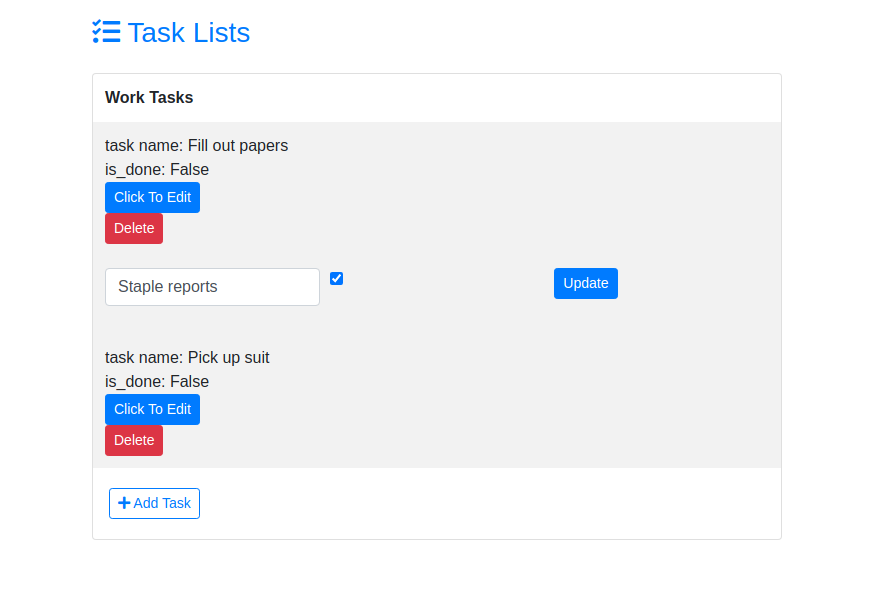 Task Lists
Work Tasks
task name: Fill out papers
is_done: False
Click To Edit
Delete
Staple reports
Update
task name: Pick up suit
is_done: False
Click To Edit
Delete
Add Task